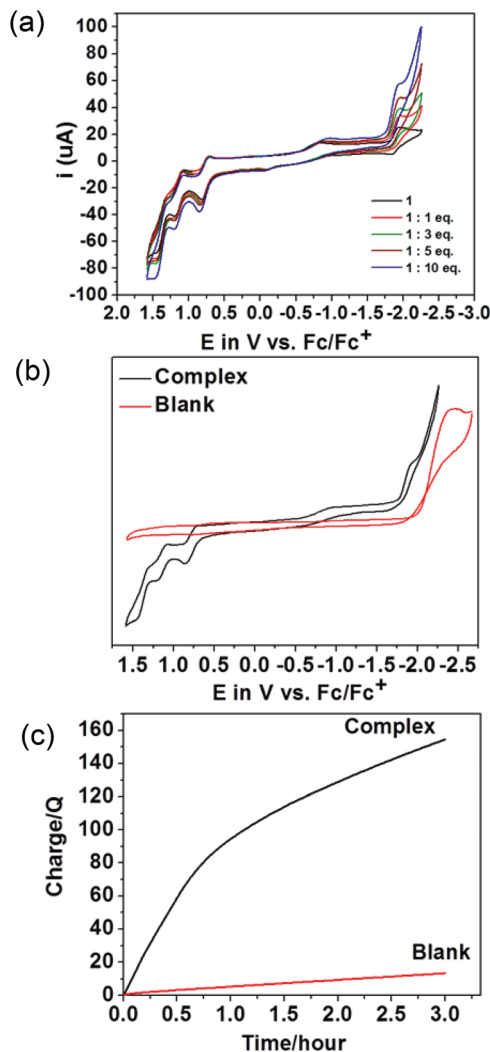 (a)
100
80
60
40
20
0
-20
-40
-60
-80
-100
i (uA)
1
1 : 1 eq.
1 : 3 eq.
1 : 5 eq.
1 : 10 eq.
2.0 1.5 1.0 0.5 0.0 -0.5 -1.0 -1.5 -2.0 -2.5 -3.0
E in V vs. Fc/Fc+
(b)
Complex
Blank
1.5 1.0 0.5 0.0 -0.5 -1.0 -1.5 -2.0 -2.5
E in V vs. Fc/Fc+
(c)
160
140
120
100
80
60
40
20
0
Charge/Q
Complex
Blank
0.0 0.5 1.0 1.5 2.0 2.5 3.0
Time/hour